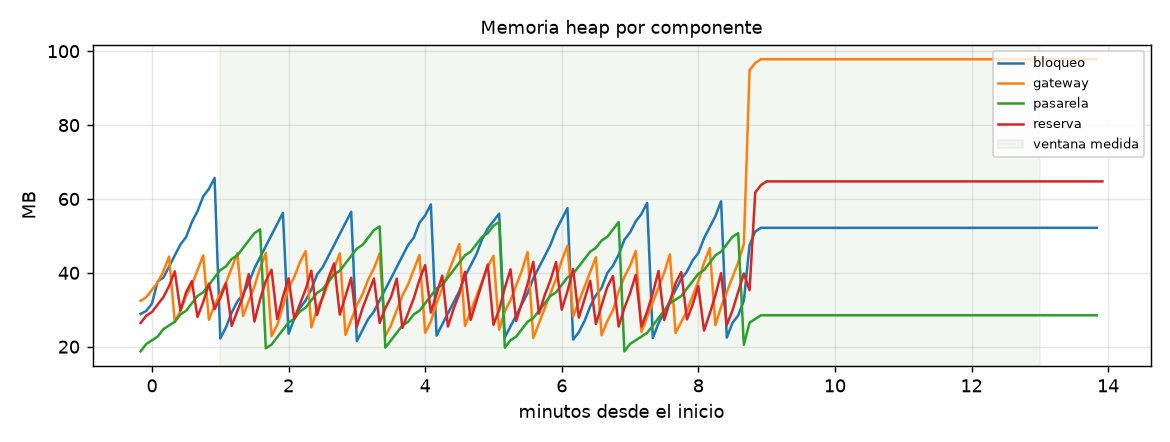 Memoria heap por componente
MB
100
80
60
40
20
0
2
4
6
8
10
12
14
minutos desde el inicio
bloqueo
gateway
pasarela
reserva
ventana medida